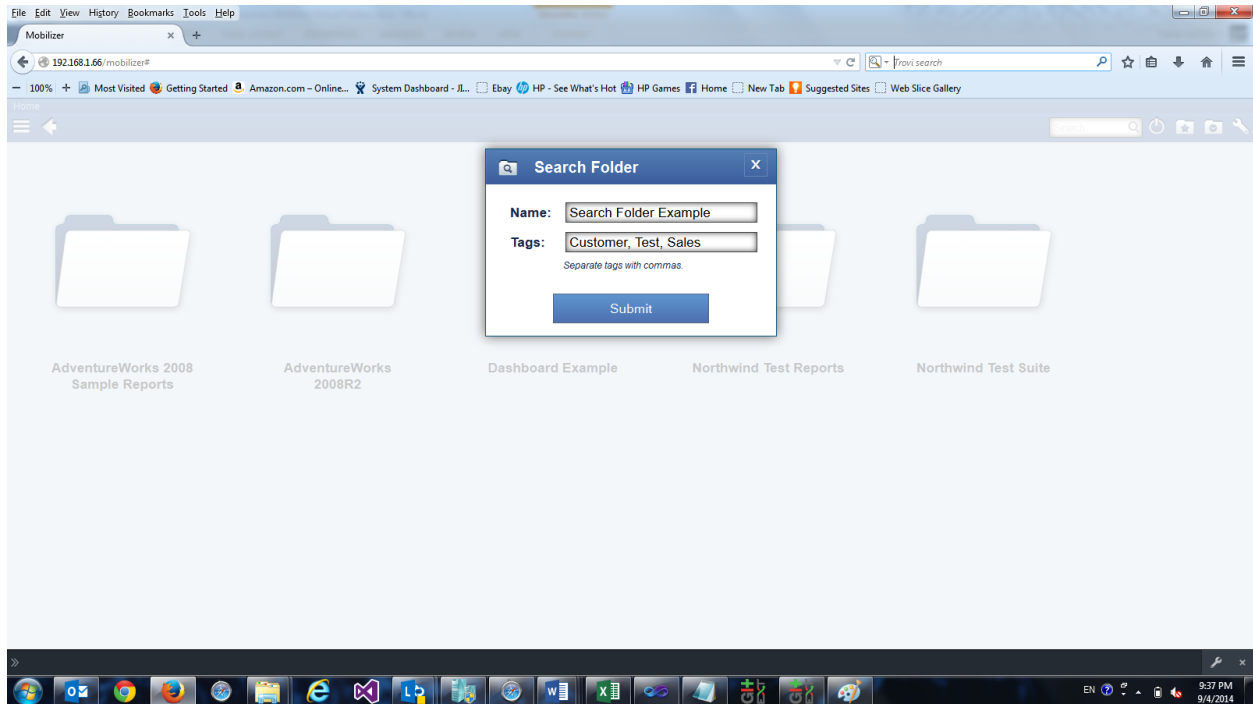 File Edit View History Bookmarks Tools Help
Mobilizer × +
192.168.1.66/mobilizer#
Trovi search
− 100% + Most Visited Getting Started Amazon.com – Online... System Dashboard - JI... Ebay HP - See What's Hot HP Games Home New Tab Suggested Sites Web Slice Gallery
Home
Search
Search Folder X
Name: Search Folder Example
Tags: Customer, Test, Sales
Separate tags with commas.
Submit
AdventureWorks 2008 Sample Reports
AdventureWorks 2008R2
Dashboard Example
Northwind Test Reports
Northwind Test Suite
EN
9:37 PM
9/4/2014